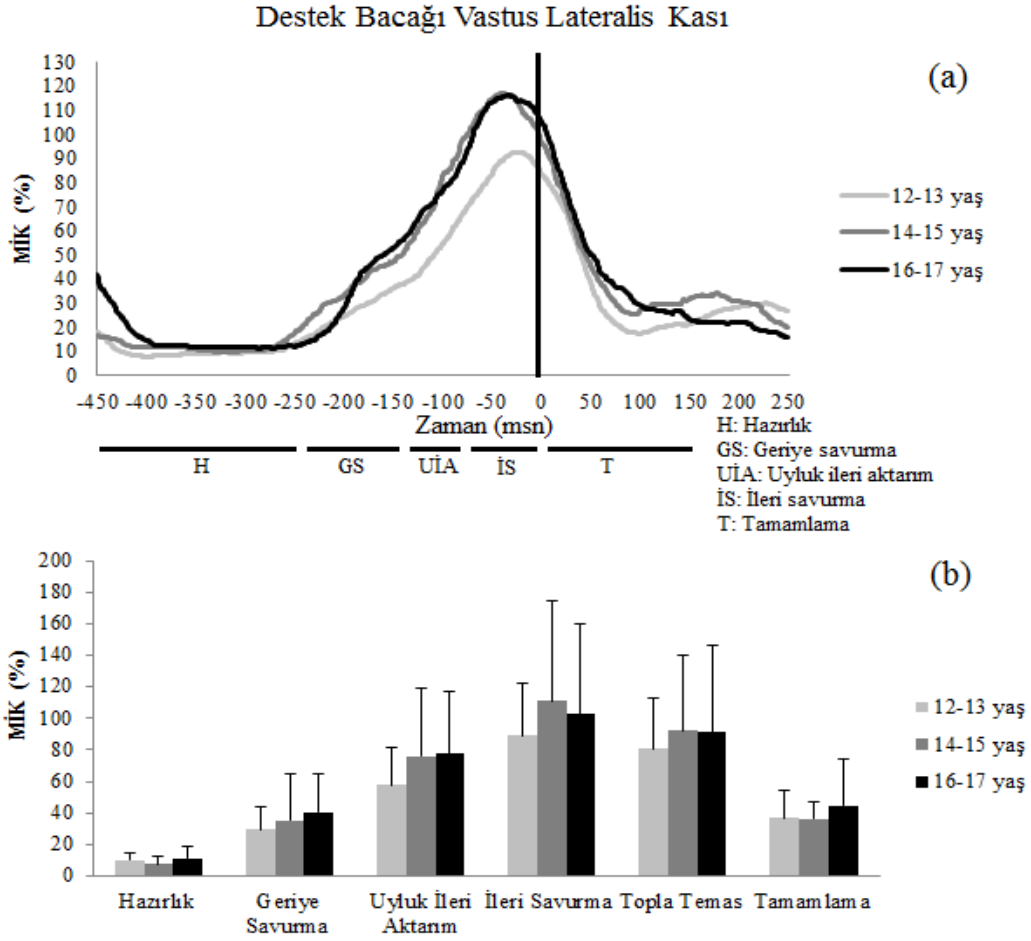 Destek Bacağı Vastus Lateralis Kası
(a)
MİK (%)
130
120
110
100
90
80
70
60
50
40
30
20
10
0
-450 -400 -350 -300 -250 -200 -150 -100 -50 0 50 100 150 200 250
Zaman (msn)
12-13 yaş
14-15 yaş
16-17 yaş
H GS UİA İS T
H: Hazırlık
GS: Geriye savurma
UİA: Uyluk ileri aktarım
İS: İleri savurma
T: Tamamlama
(b)
MİK (%)
200
180
160
140
120
100
80
60
40
20
0
Hazırlık Geriye Uyluk İleri İleri Savurma Topla Temas Tamamlama
Savurma Aktarım
12-13 yaş
14-15 yaş
16-17 yaş